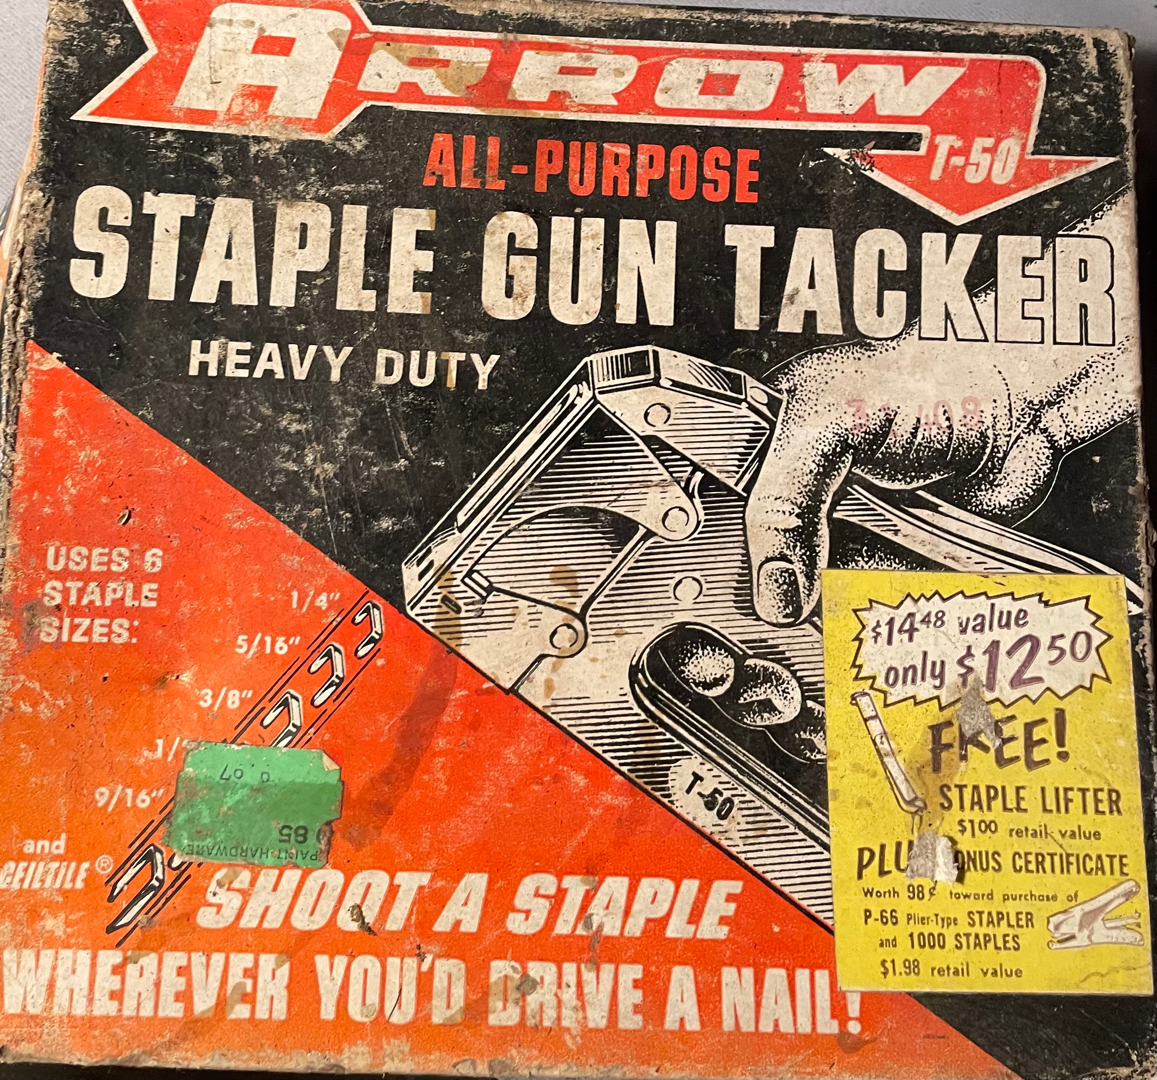 ARROW
T-50
ALL-PURPOSE
STAPLE GUN TACKER
HEAVY DUTY
USES 6
STAPLE
SIZES:
1/4"
5/16"
3/8"
9/16"
and
CEILTILE®
T-50
SHOOT A STAPLE
WHEREVER YOU'D DRIVE A NAIL!
$14.48 value
only $12.50
FREE!
STAPLE LIFTER
$1.00 retail value
CERTIFICATE
Worth 98¢ toward purchase of
P-66 Plier-Type STAPLER
and 1000 STAPLES
$1.98 retail value